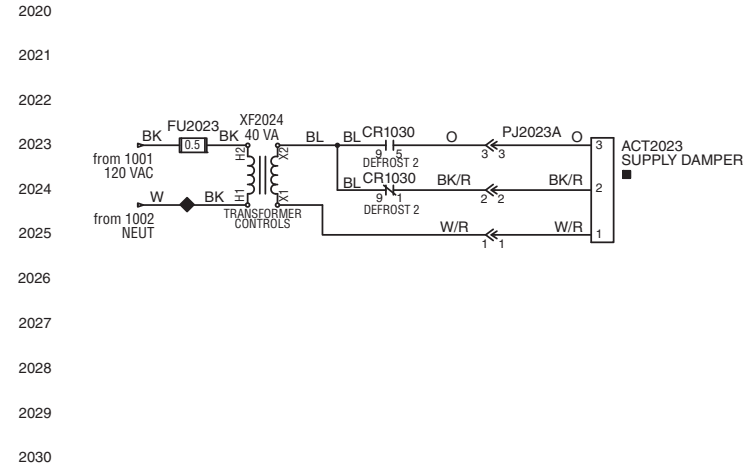 2020
2021
2022
2023
2024
2025
2026
2027
2028
2029
2030
BK
FU2023
0.5
BK
XF2024
40 VA
BL
BL
CR1030
9
5
DEFROST 2
O
3
3
PJ2023A
O
3
ACT2023
SUPPLY DAMPER
from 1001
120 VAC
H2
X2
BL
CR1030
9
1
DEFROST 2
BK/R
2
2
BK/R
2
W
BK
H1
X1
from 1002
NEUT
TRANSFORMER
CONTROLS
W/R
1
1
W/R
1